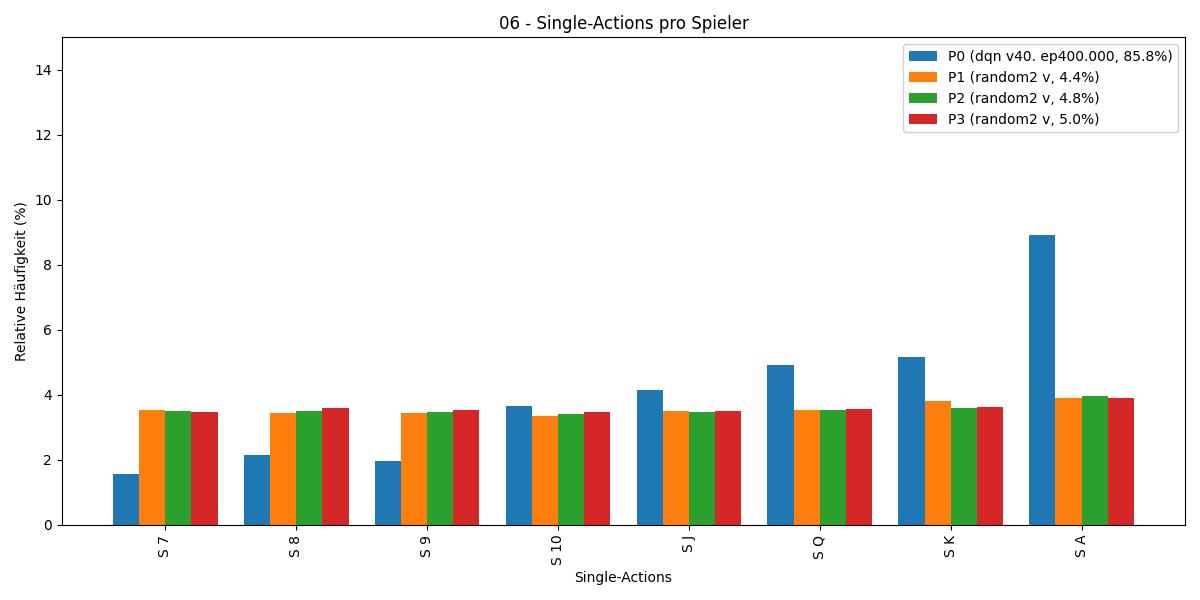 06 - Single-Actions pro Spieler
P0 (dqn v40. ep400.000, 85.8%)
P1 (random2 v, 4.4%)
P2 (random2 v, 4.8%)
P3 (random2 v, 5.0%)
Relative Häufigkeit (%)
14
12
10
8
6
4
2
0
S 7
S 8
S 9
S 10
S J
S Q
S K
S A
Single-Actions